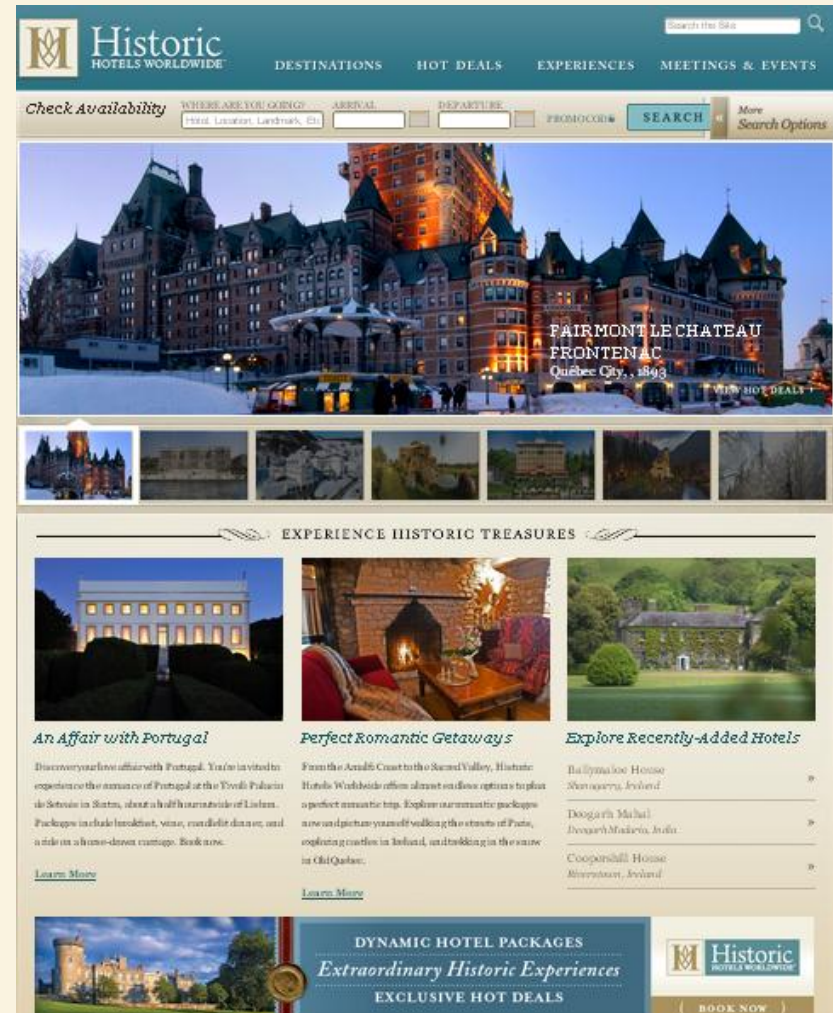 Search the Site
Historic
HOTELS WORLDWIDE
DESTINATIONS
HOT DEALS
EXPERIENCES
MEETINGS & EVENTS
Check Availability
WHERE ARE YOU GOING?
ARRIVAL
DEPARTURE
Hotel, Location, Landmark, Etc
PROMOCODE
SEARCH
«
More
Search Options
FAIRMONT LE CHATEAU
FRONTENAC
Québec City, , 1893
VIEW HOT DEALS
EXPERIENCE HISTORIC TREASURES
An Affair with Portugal
Discover your love affair with Portugal. You're invited to
experience the romance of Portugal at the Tivoli Palácio
de Seteais in Sintra, about a half hour outside of Lisbon.
Packages include breakfast, wine, candlelit dinner, and
a ride on a horse-drawn carriage. Book now.
Learn More
Perfect Romantic Getaways
From the Amalfi Coast to the Sacred Valley, Historic
Hotels Worldwide offers almost endless options to plan
a perfect romantic trip. Explore our romantic packages
now and picture yourself walking the streets of Paris,
exploring castles in Ireland, and trekking in the snow
in Old Quebec.
Learn More
Explore Recently-Added Hotels
Ballymaloe House
Shanagarry, Ireland
»
Deogarh Mahal
Deogarh Madaria, India
»
Coopershill House
Riverstown, Ireland
»
DYNAMIC HOTEL PACKAGES
Extraordinary Historic Experiences
EXCLUSIVE HOT DEALS
Historic
HOTELS WORLDWIDE
( BOOK NOW )